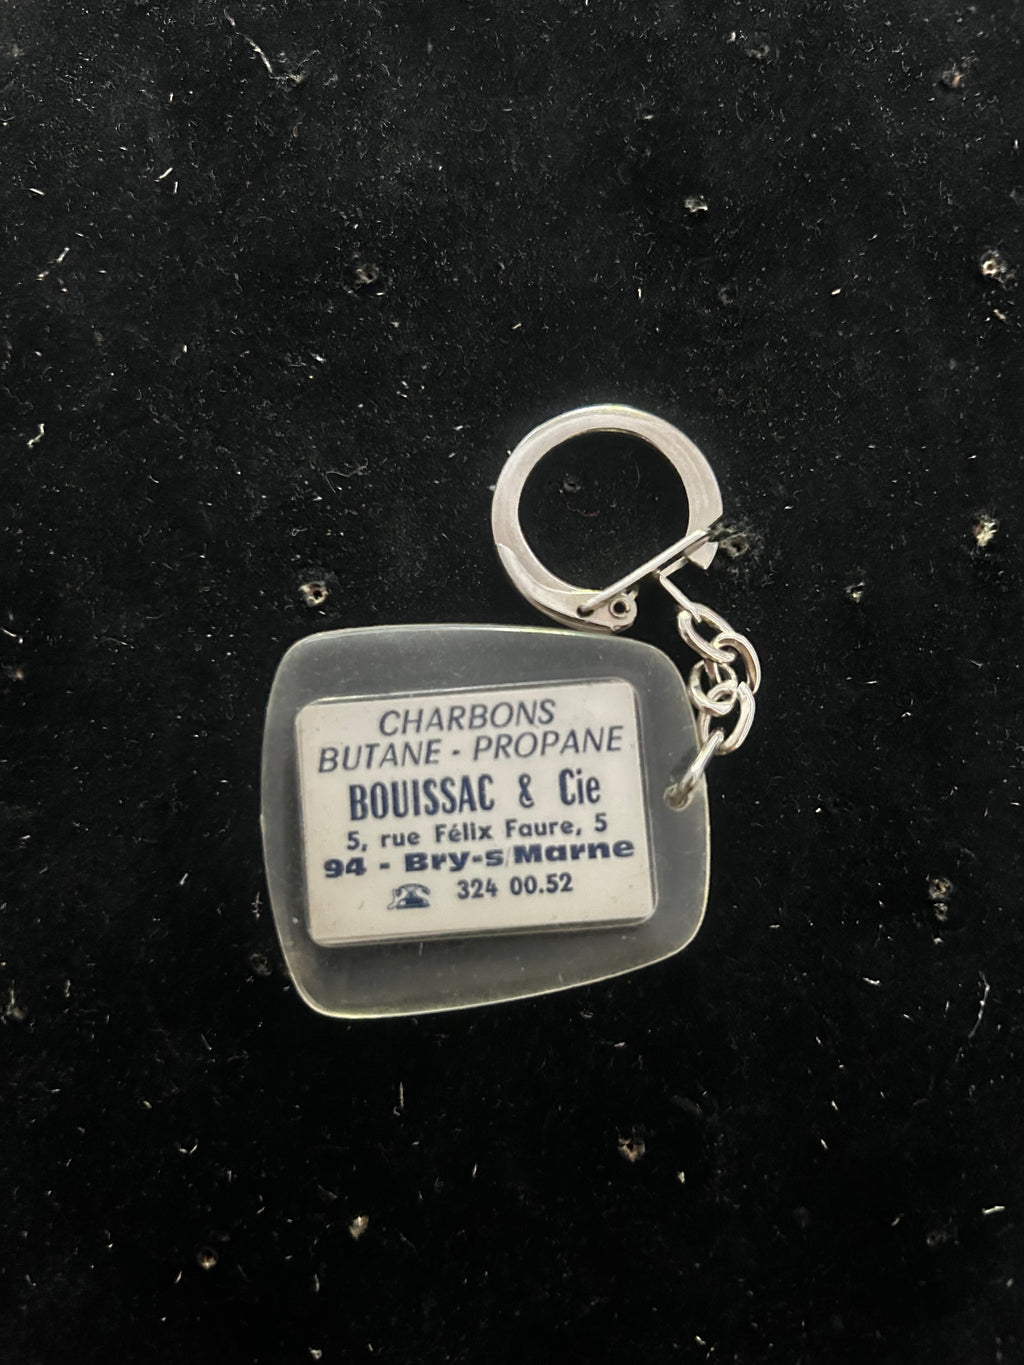 CHARBONS
BUTANE - PROPANE
BOUISSAC & Cie
5, rue Félix Faure, 5
94 - Bry-s/Marne
324 00.52